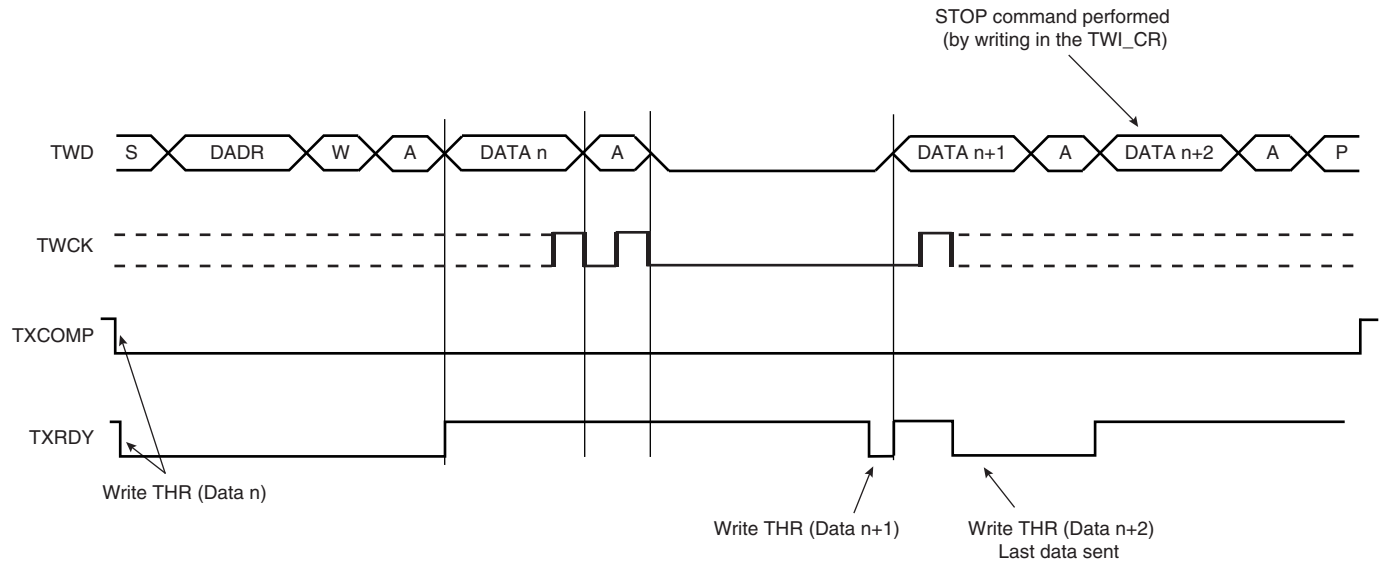 STOP command performed
(by writing in the TWI_CR)
TWD S DADR W A DATA n A DATA n+1 A DATA n+2 A P
TWCK
TXCOMP
TXRDY
Write THR (Data n)
Write THR (Data n+1) Write THR (Data n+2)
Last data sent